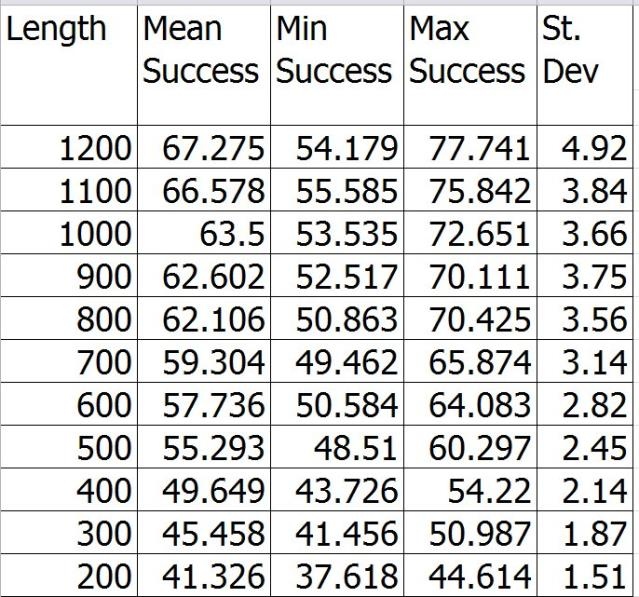 Length Mean Success Min Success Max Success St. Dev
1200 67.275 54.179 77.741 4.92
1100 66.578 55.585 75.842 3.84
1000 63.5 53.535 72.651 3.66
900 62.602 52.517 70.111 3.75
800 62.106 50.863 70.425 3.56
700 59.304 49.462 65.874 3.14
600 57.736 50.584 64.083 2.82
500 55.293 48.51 60.297 2.45
400 49.649 43.726 54.22 2.14
300 45.458 41.456 50.987 1.87
200 41.326 37.618 44.614 1.51